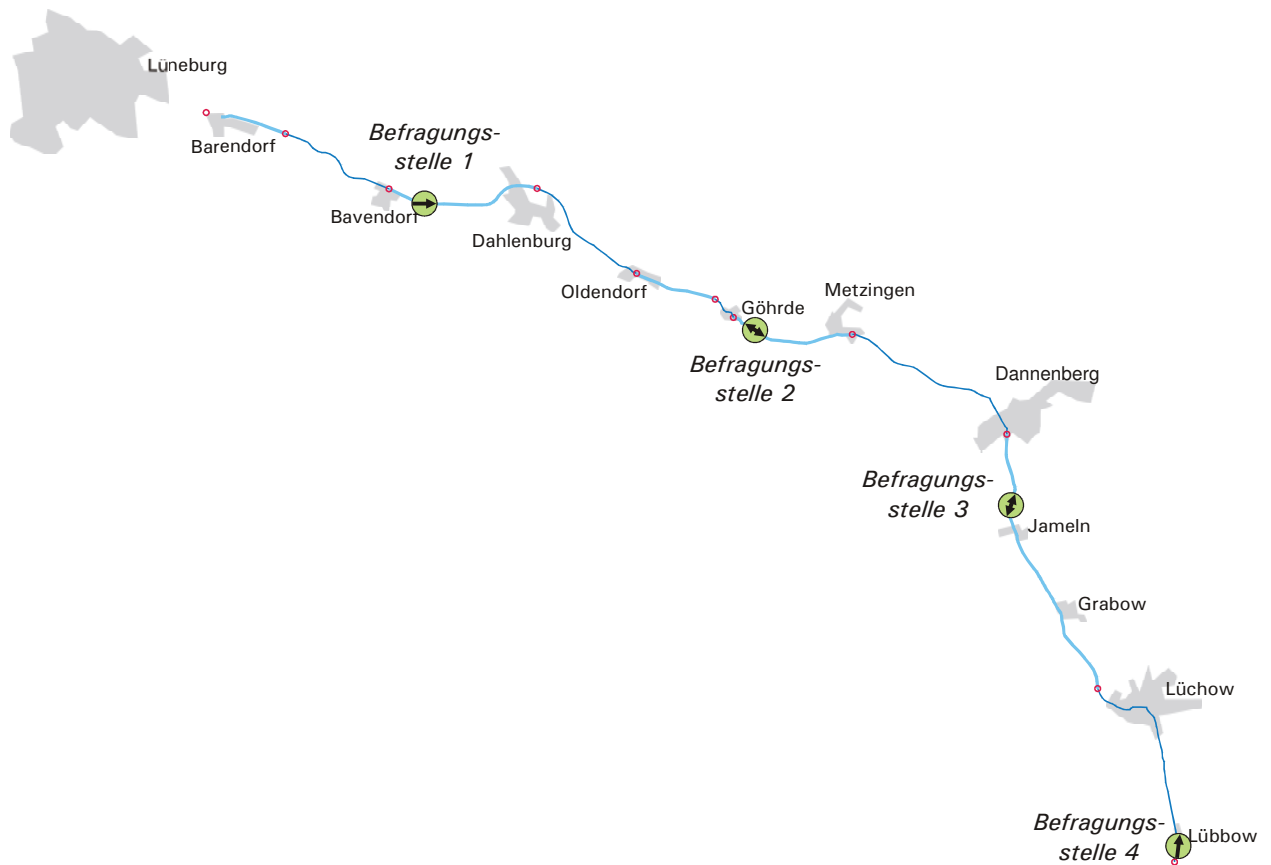 Lüneburg
Barendorf
Befragungs-
stelle 1
Bavendorf
Dahlenburg
Oldendorf
Göhrde
Metzingen
Befragungs-
stelle 2
Dannenberg
Befragungs-
stelle 3
Jameln
Grabow
Lüchow
Befragungs-
stelle 4
Lübbow